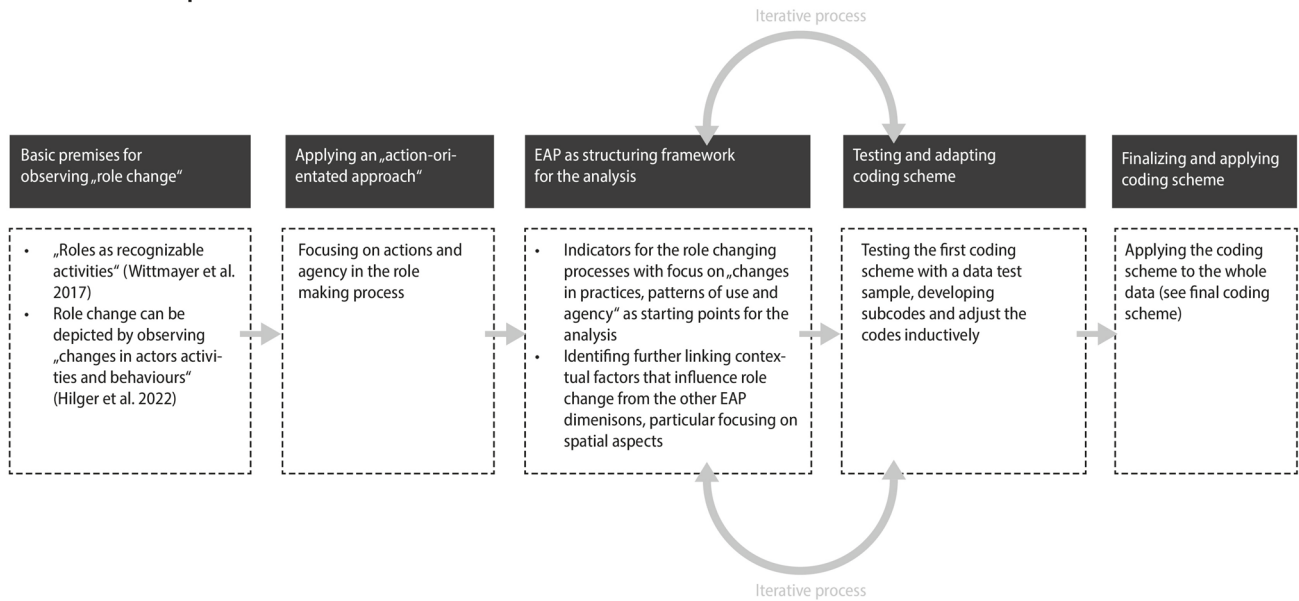 Iterative process
Basic premises for
observing „role change“
Applying an „action-ori-
entated approach“
EAP as structuring framework
for the analysis
Testing and adapting
coding scheme
Finalizing and applying
coding scheme
• „Roles as recognizable
activities“ (Wittmayer et al.
2017)
• Role change can be
depicted by observing
„changes in actors activi-
ties and behaviours“
(Hilger et al. 2022)
Focusing on actions and
agency in the role
making process
• Indicators for the role changing
processes with focus on „changes
in practices, patterns of use and
agency“ as starting points for the
analysis
• Identifying further linking contex-
tual factors that influence role
change from the other EAP
dimenisons, particular focusing on
spatial aspects
Testing the first coding
scheme with a data test
sample, developing
subcodes and adjust the
codes inductively
Applying the coding
scheme to the whole
data (see final coding
scheme)
Iterative process